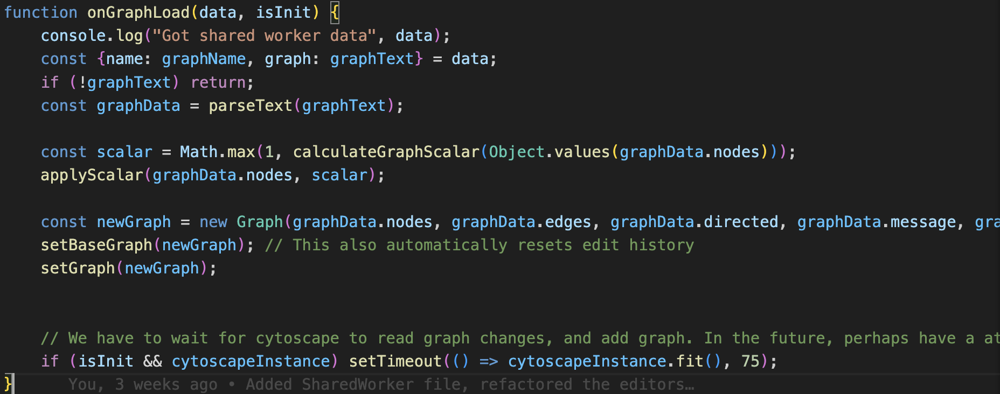 function onGraphLoad(data, isInit) {
    console.log("Got shared worker data", data);
    const {name: graphName, graph: graphText} = data;
    if (!graphText) return;
    const graphData = parseText(graphText);
    const scalar = Math.max(1, calculateGraphScalar(Object.values(graphData.nodes)));
    applyScalar(graphData.nodes, scalar);
    const newGraph = new Graph(graphData.nodes, graphData.edges, graphData.directed, graphData.message, gra
    setBaseGraph(newGraph); // This also automatically resets edit history
    setGraph(newGraph);
    // We have to wait for cytoscape to read graph changes, and add graph. In the future, perhaps have a at
    if (isInit && cytoscapeInstance) setTimeout(() => cytoscapeInstance.fit(), 75);
}      You, 3 weeks ago • Added SharedWorker file, refactored the editors…